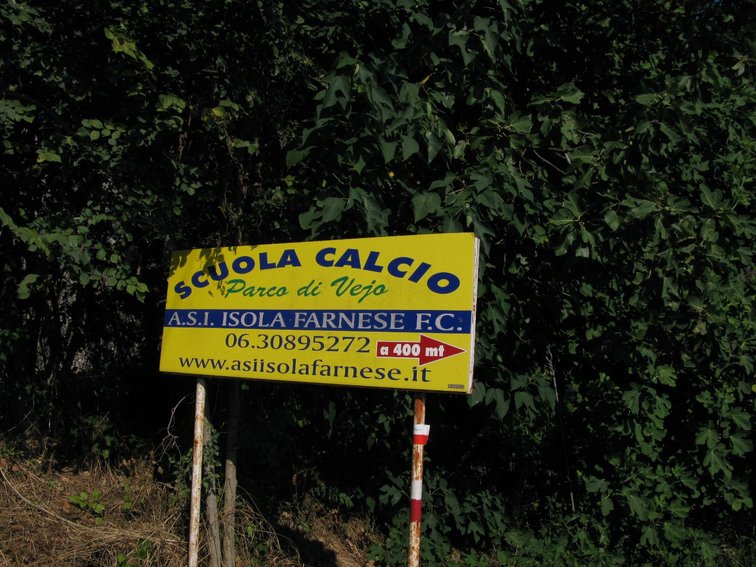 SCUOLA CALCIO
Parco di Vejo
A.S.I. ISOLA FARNESE F.C.
06.30895272
a 400 mt
www.asiisolafarnese.it